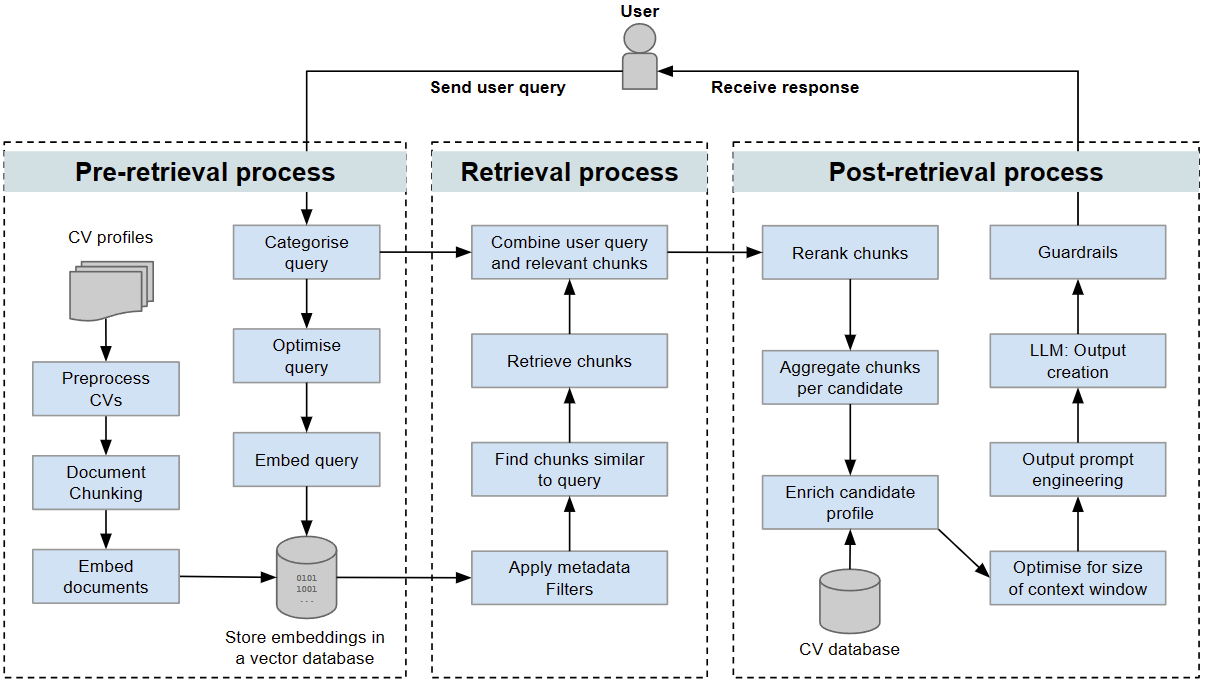 User
Send user query
Receive response
Pre-retrieval process
CV profiles
Preprocess
CVs
Document
Chunking
Embed
documents
Categorise
query
Optimise
query
Embed query
0101
1001
...
Store embeddings in
a vector database
Retrieval process
Combine user query
and relevant chunks
Retrieve chunks
Find chunks similar
to query
Apply metadata
Filters
Post-retrieval process
Rerank chunks
Aggregate chunks
per candidate
Enrich candidate
profile
CV database
Guardrails
LLM: Output
creation
Output prompt
engineering
Optimise for size
of context window